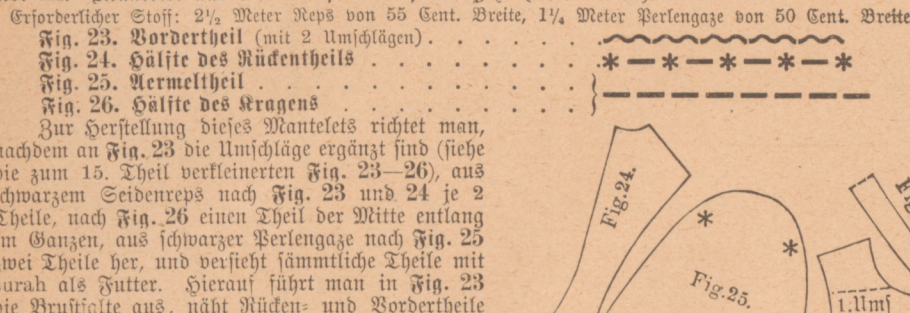 Erforderlicher Stoff: 2½ Meter Reps von 55 Cent. Breite, 1¼ Meter Perlengaze von 50 Cent. Breite
Fig. 23. Vordertheil (mit 2 Umschlägen)
Fig. 24. Hälfte des Rückentheils
Fig. 25. Aermeltheil
Fig. 26. Hälfte des Kragens
Zur Herstellung dieses Mantelets richtet man,
nachdem an Fig. 23 die Umschläge ergänzt sind (siehe
die zum 15. Theil verkleinerten Fig. 23—26), aus
schwarzem Seidenreps nach Fig. 23 und 24 je 2
Theile, nach Fig. 26 einen Theil der Mitte entlang
im Ganzen, aus schwarzer Perlengaze nach Fig. 25
zwei Theile her, und versieht sämmtliche Theile mit
Surah als Futter. Hierauf führt man in Fig. 23
die Brustfalte aus, näht Rücken- und Vordertheile
Fig.24.
Fig.25.
1.Ums